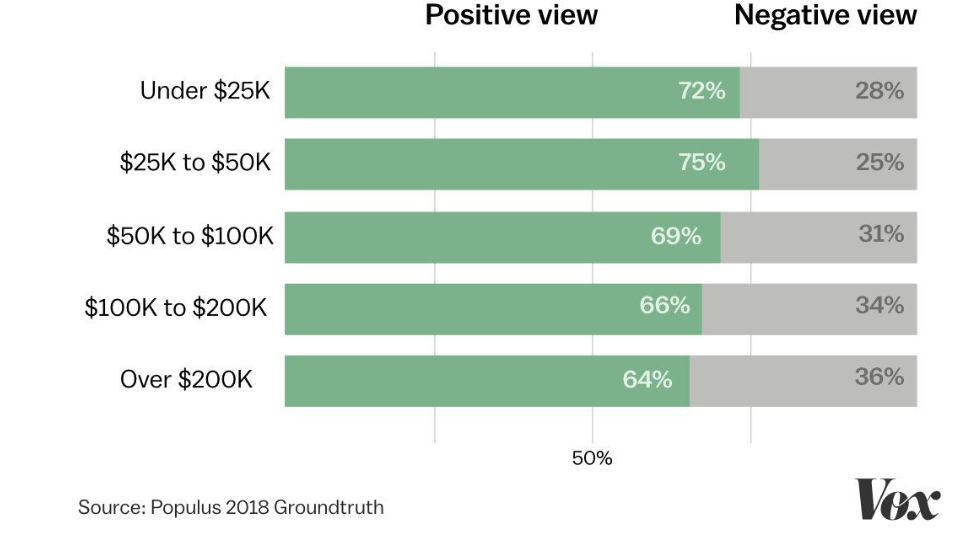 Positive view Negative view
Under $25K 72% 28%
$25K to $50K 75% 25%
$50K to $100K 69% 31%
$100K to $200K 66% 34%
Over $200K 64% 36%
50%
Source: Populus 2018 Groundtruth
Vox